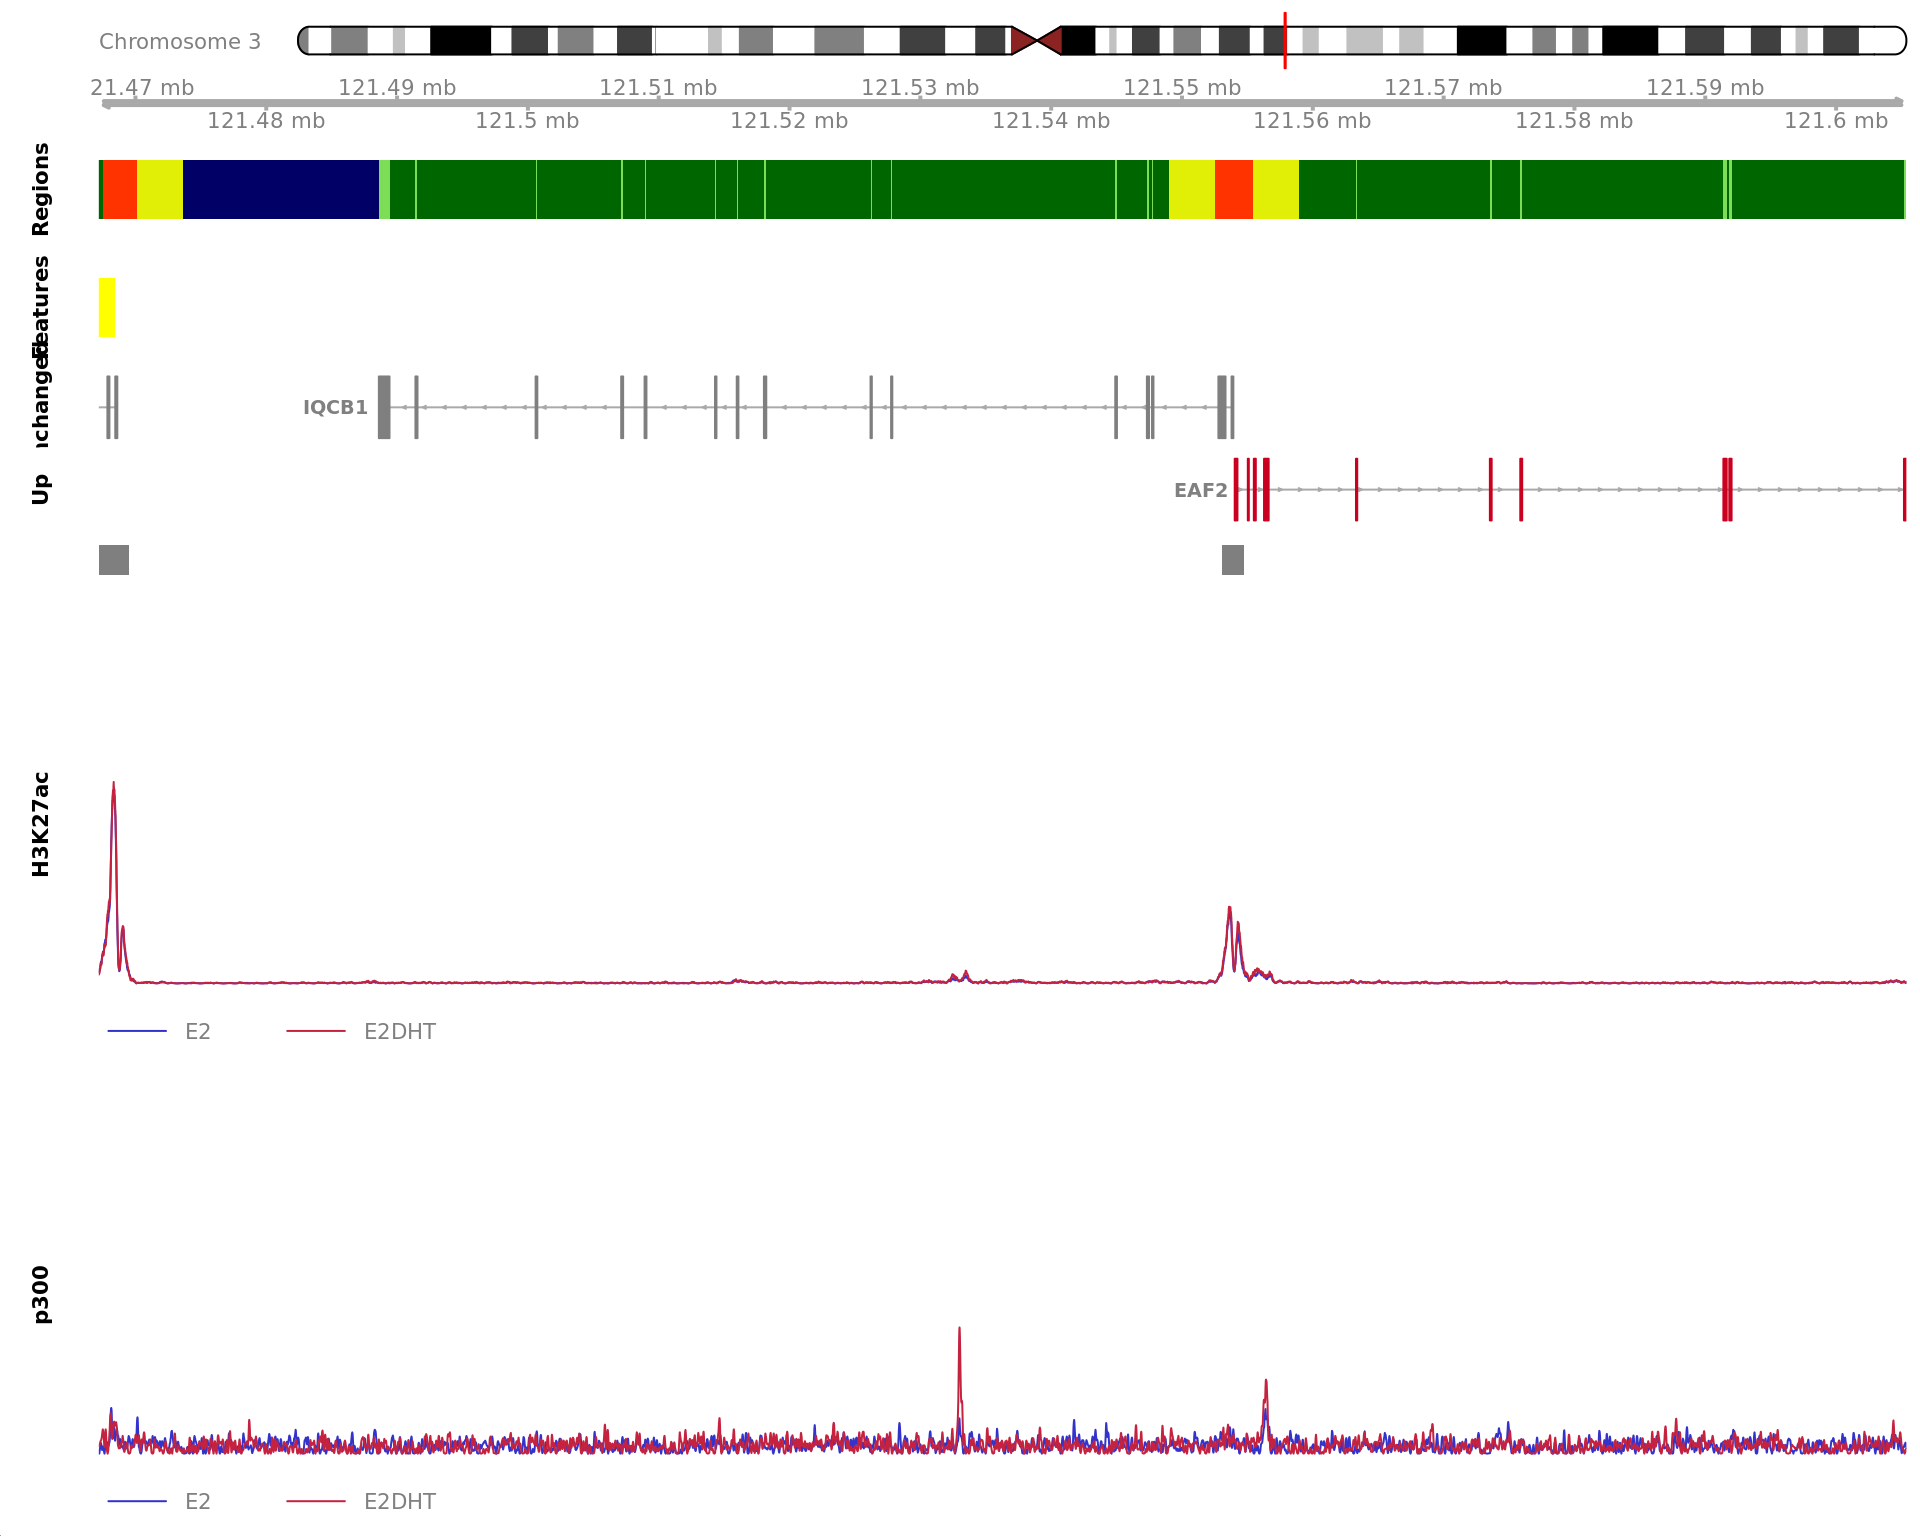 Chromosome 3
21.47 mb 121.49 mb 121.51 mb 121.53 mb 121.55 mb 121.57 mb 121.59 mb
121.48 mb 121.5 mb 121.52 mb 121.54 mb 121.56 mb 121.58 mb 121.6 mb
Regions
Features
changed
IQCB1
Up
EAF2
H3K27ac
E2 E2DHT
p300
E2 E2DHT